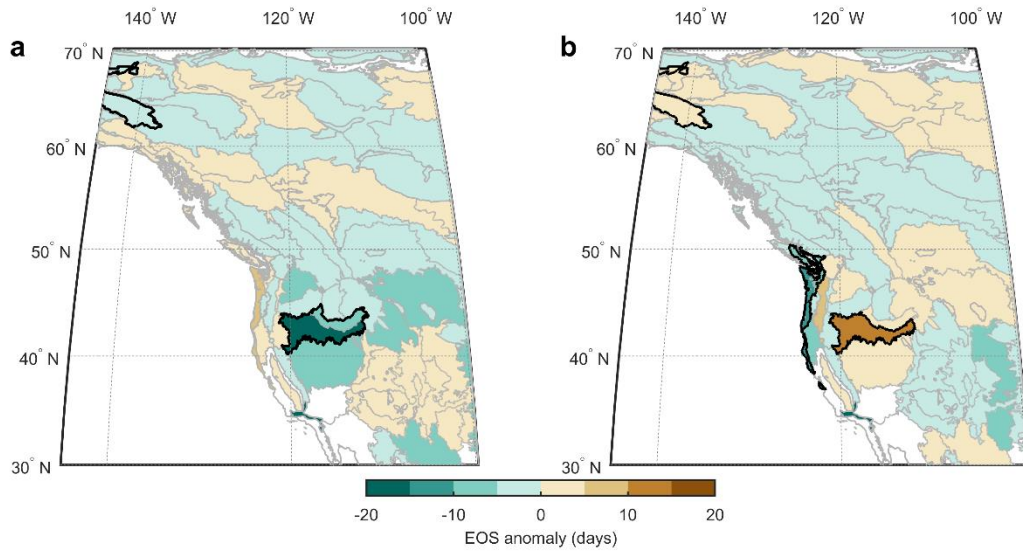 140° W 120° W 100° W 140° W 120° W 100° W
a b
70° N 70° N
60° N 60° N
50° N 50° N
40° N 40° N
30° N 30° N
-20 -10 0 10 20
EOS anomaly (days)